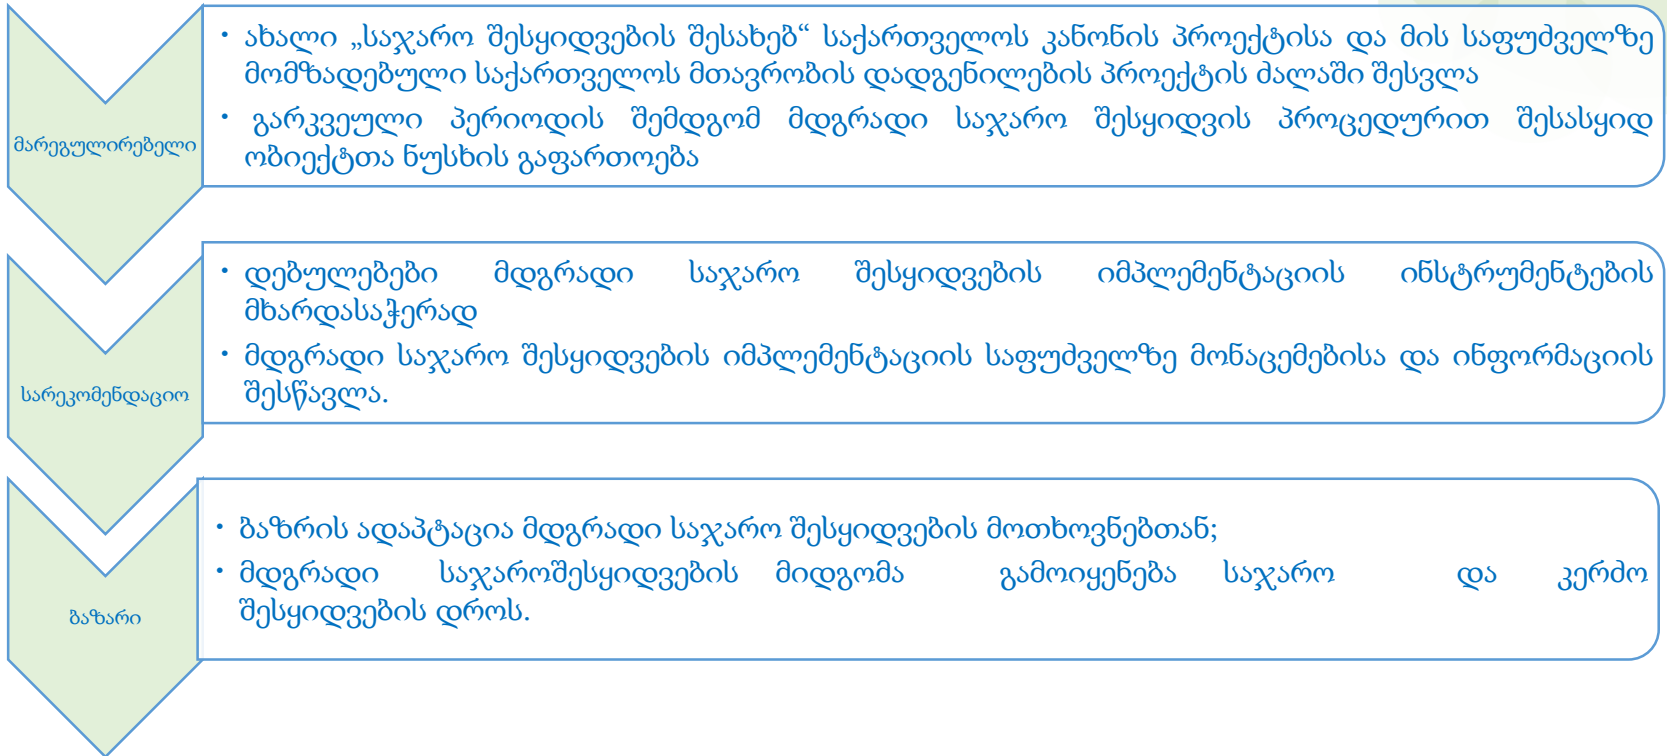 მარეგულირებელი
• ახალი „საჯარო შესყიდვების შესახებ“ საქართველოს კანონის პროექტისა და მის საფუძველზე
მომზადებული საქართველოს მთავრობის დადგენილების პროექტის ძალაში შესვლა
• გარკვეული პერიოდის შემდგომ მდგრადი საჯარო შესყიდვის პროცედურით შესასყიდ
ობიექტთა ნუსხის გაფართოება
სარეკომენდაციო
• დებულებები მდგრადი საჯარო შესყიდვების იმპლემენტაციის ინსტრუმენტების
მხარდასაჭერად
• მდგრადი საჯარო შესყიდვების იმპლემენტაციის საფუძველზე მონაცემებისა და ინფორმაციის
შესწავლა.
ბაზარი
• ბაზრის ადაპტაცია მდგრადი საჯარო შესყიდვების მოთხოვნებთან;
• მდგრადი საჯაროშესყიდვების მიდგომა გამოიყენება საჯარო და კერძო
შესყიდვების დროს.